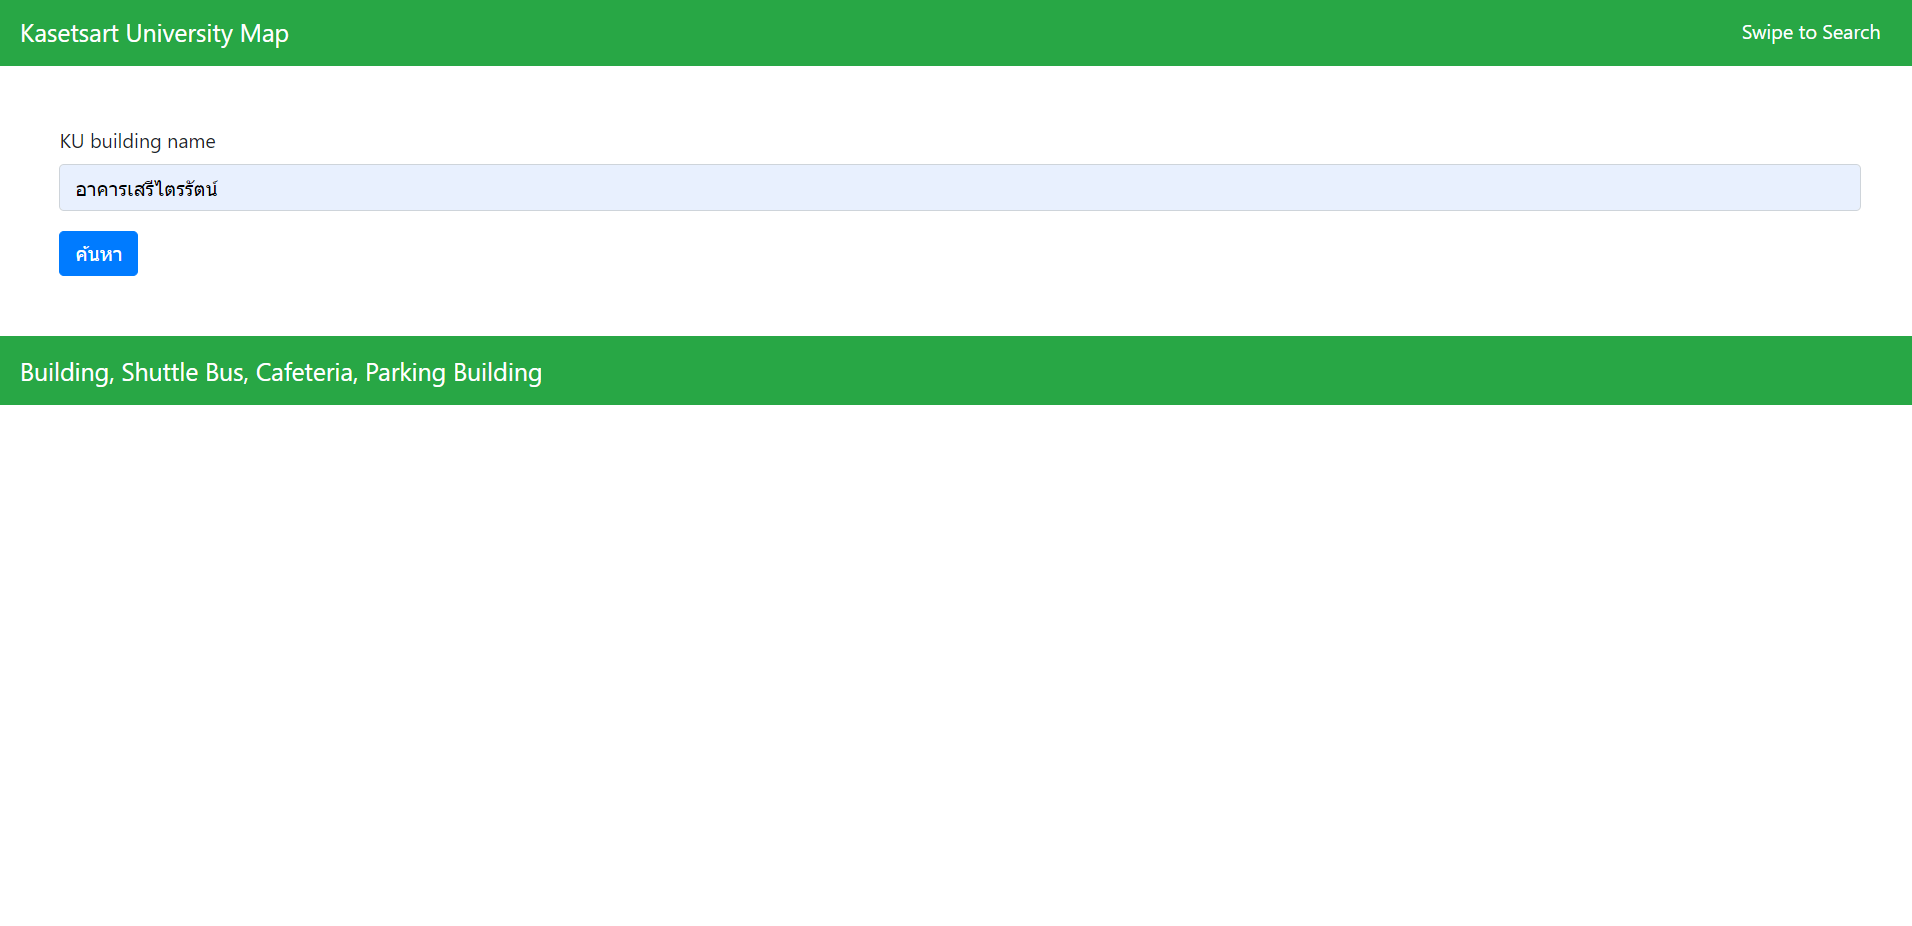 Kasetsart University Map
Swipe to Search
KU building name
อาคารเสรีไตรรัตน์
ค้นหา
Building, Shuttle Bus, Cafeteria, Parking Building